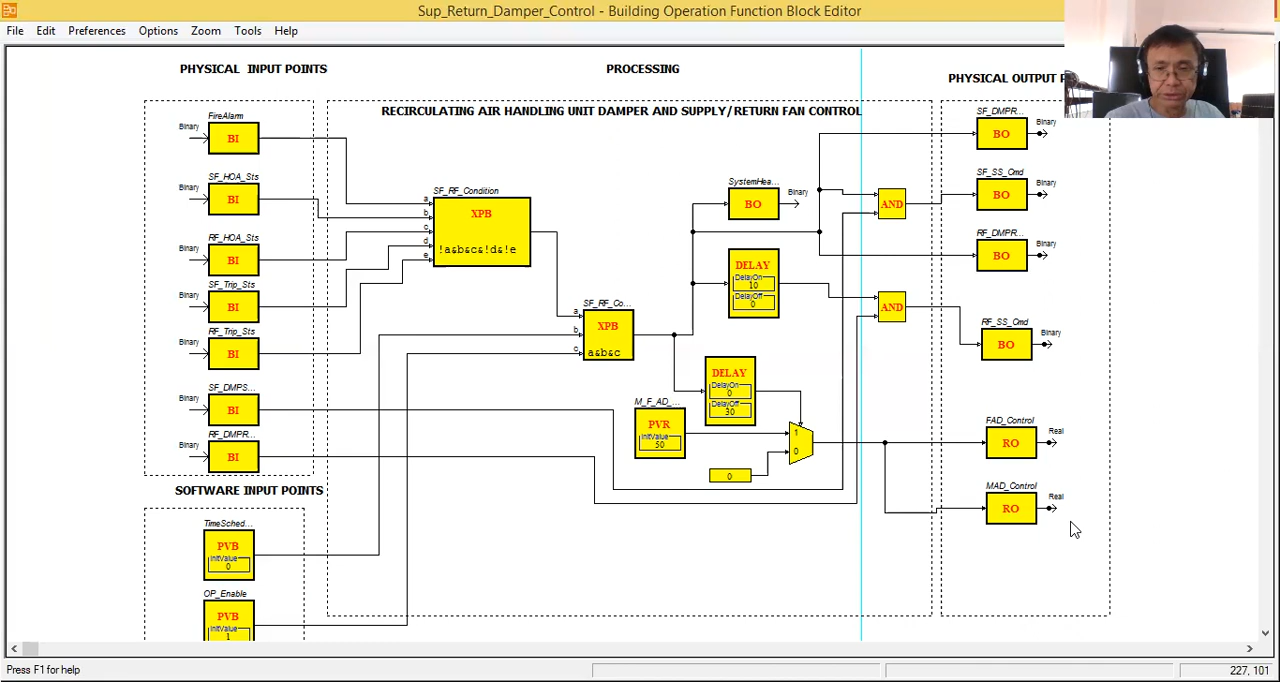 Sup_Return_Damper_Control - Building Operation Function Block Editor
File Edit Preferences Options Zoom Tools Help
PHYSICAL INPUT POINTS
PROCESSING
PHYSICAL OUTPUT
RECIRCULATING AIR HANDLING UNIT DAMPER AND SUPPLY/RETURN FAN CONTROL
FireAlarm
Binary
BI
SF_HOA_Sts
Binary
BI
RF_HOA_Sts
Binary
BI
SF_Trip_Sts
Binary
BI
RF_Trip_Sts
Binary
BI
SF_DMPS...
Binary
BI
RF_DMPR...
Binary
BI
SOFTWARE INPUT POINTS
TimeSched...
PVB
InitValue
0
OP_Enable
PVB
InitValue
1
SF_RF_Condition
a
b
c
d
e
XPB
!a&b&c&!d&!e
SF_RF_Co...
a
b
c
XPB
a&b&c
SystemHea...
BO
Binary
DELAY
DelayOn
10
DelayOff
0
DELAY
DelayOn
0
DelayOff
30
M_F_AD_...
PVR
InitValue
50
1
0
0
AND
AND
SF_DMPR...
BO
Binary
SF_SS_Cmd
BO
Binary
RF_DMPR...
BO
Binary
RF_SS_Cmd
BO
Binary
FAD_Control
RO
Real
MAD_Control
RO
Real
Press F1 for help
227, 101